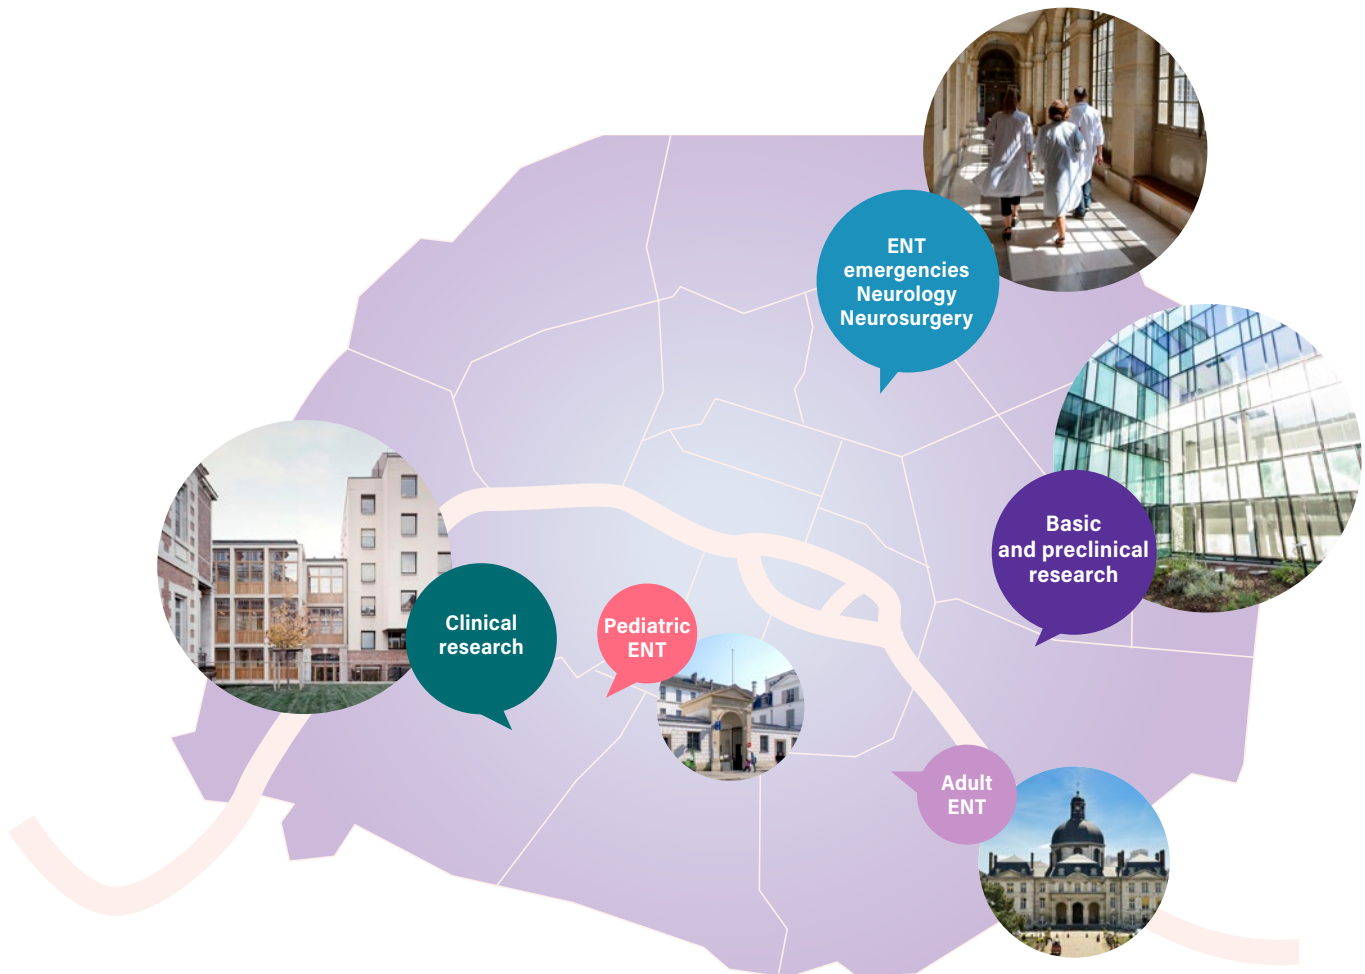 ENT
emergencies
Neurology
Neurosurgery
Basic
and preclinical
research
Clinical
research
Pediatric
ENT
Adult
ENT